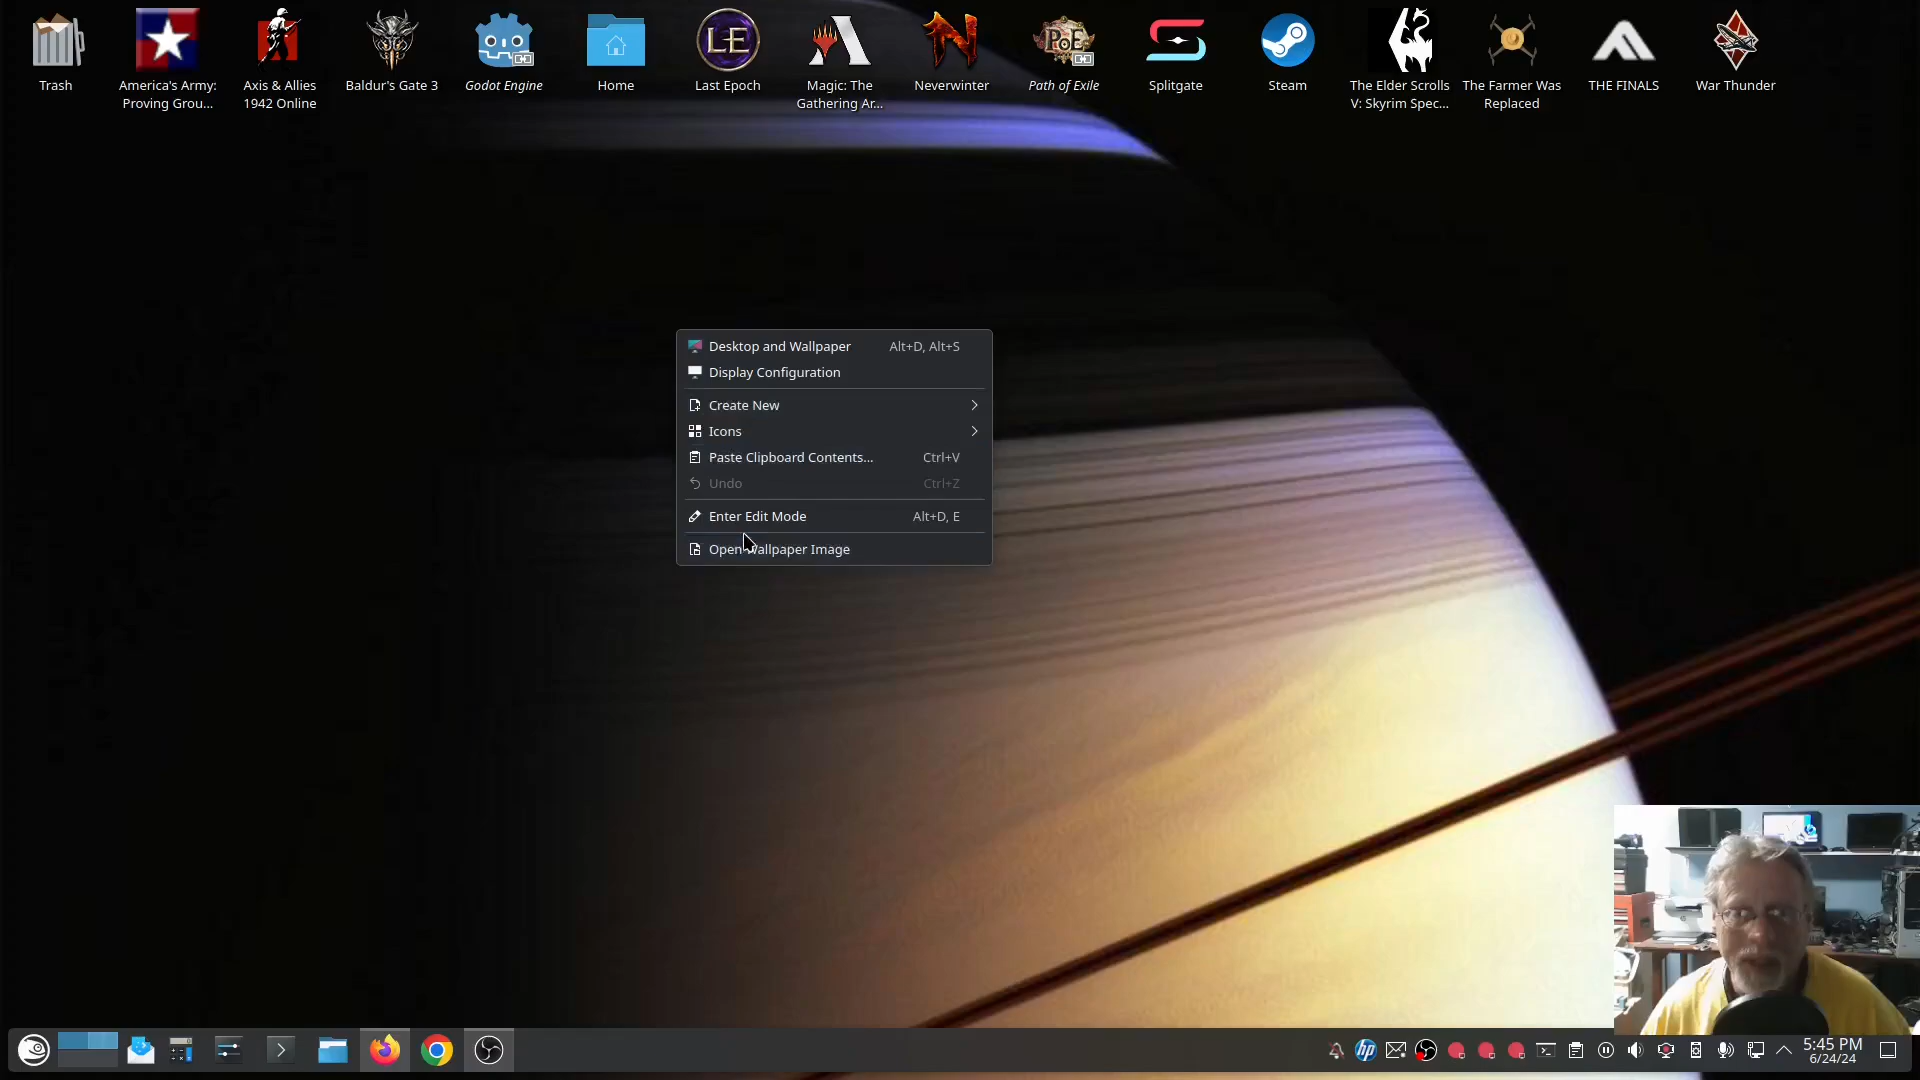 Trash
America's Army:
Proving Grou...
Axis & Allies
1942 Online
Baldur's Gate 3
Godot Engine
Home
LE
Last Epoch
Magic: The
Gathering Ar...
Neverwinter
PoE
Path of Exile
Splitgate
Steam
The Elder Scrolls
V: Skyrim Spec...
The Farmer Was
Replaced
THE FINALS
War Thunder
Desktop and Wallpaper Alt+D, Alt+S
Display Configuration
Create New
Icons
Paste Clipboard Contents... Ctrl+V
Undo Ctrl+Z
Enter Edit Mode Alt+D, E
Open Wallpaper Image
hp
5:45 PM
6/24/24